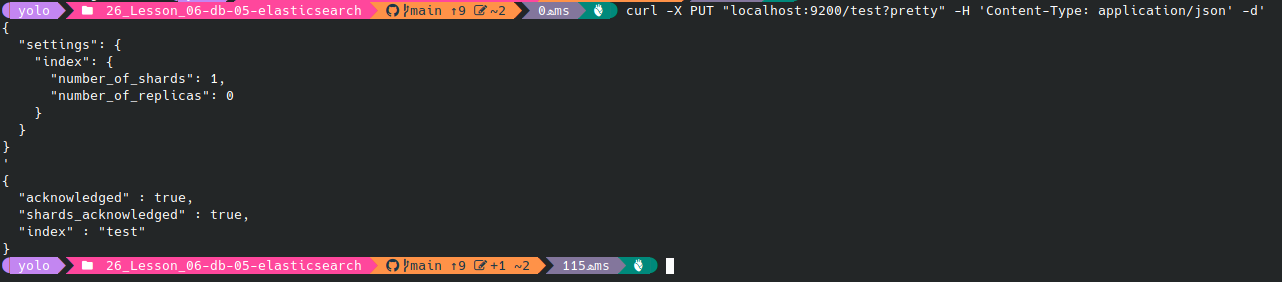 yolo 26_Lesson_06-db-05-elasticsearch main ↑9 ~2 0ms curl -X PUT "localhost:9200/test?pretty" -H 'Content-Type: application/json' -d'
{
  "settings": {
    "index": {
      "number_of_shards": 1,
      "number_of_replicas": 0
    }
  }
}
'
{
  "acknowledged" : true,
  "shards_acknowledged" : true,
  "index" : "test"
}
yolo 26_Lesson_06-db-05-elasticsearch main ↑9 +1 ~2 115ms